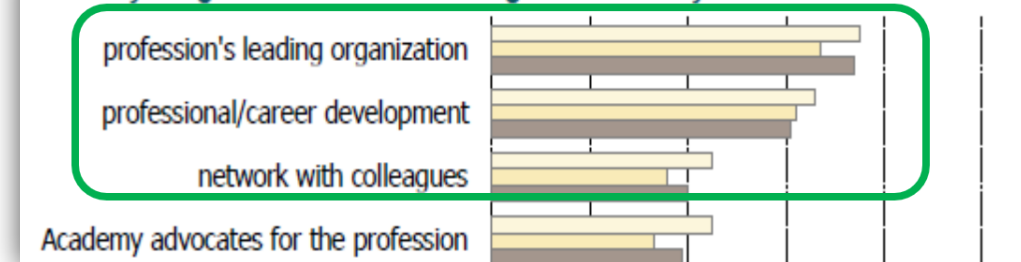 profession's leading organization
professional/career development
network with colleagues
Academy advocates for the profession